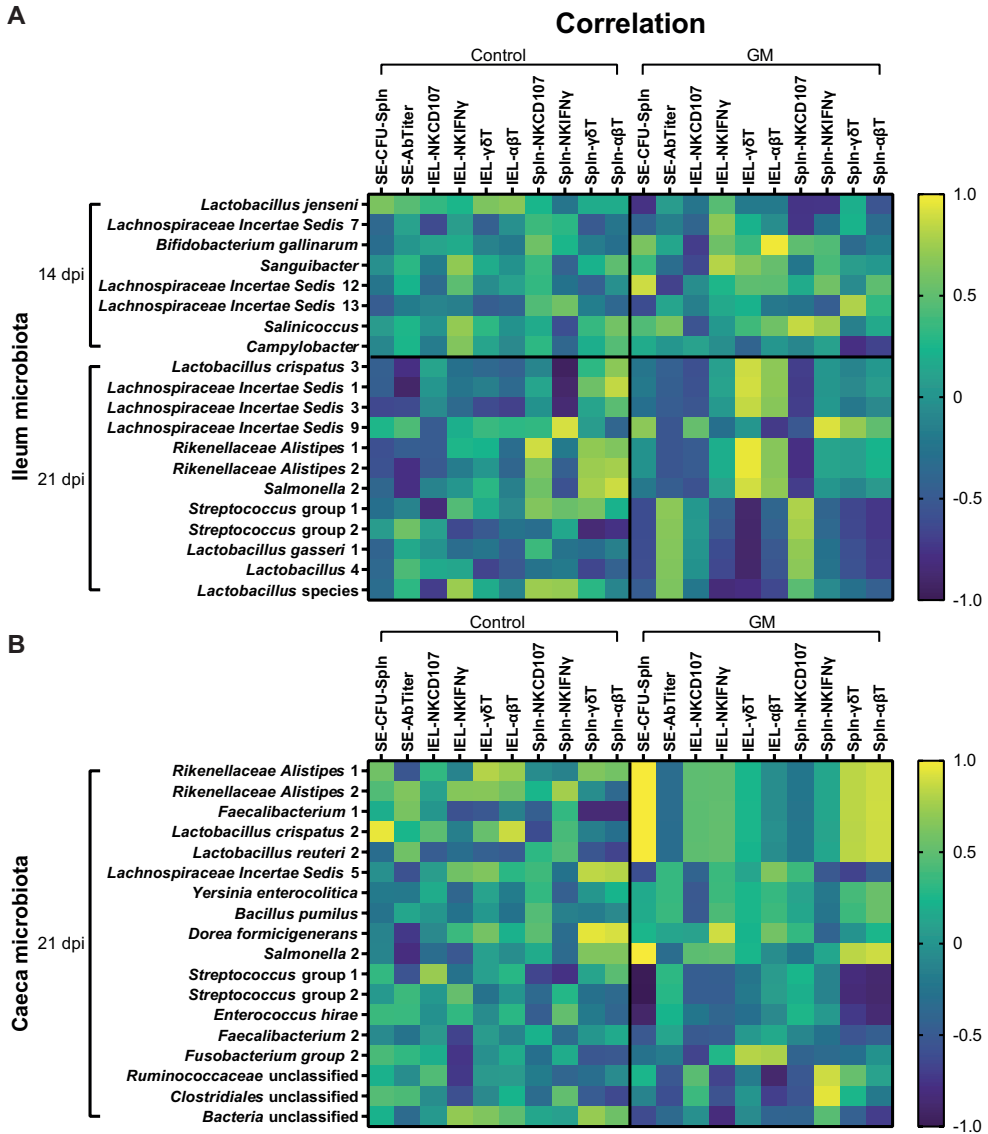 A
Correlation
Control
GM
SE-CFU-Spln
SE-AbTiter
IEL-NKCD107
IEL-NKIFNγ
IEL-γδT
IEL-αβT
Spln-NKCD107
Spln-NKIFNγ
Spln-γδT
Spln-αβT
SE-CFU-Spln
SE-AbTiter
IEL-NKCD107
IEL-NKIFNγ
IEL-γδT
IEL-αβT
Spln-NKCD107
Spln-NKIFNγ
Spln-γδT
Spln-αβT
Ileum microbiota
14 dpi
Lactobacillus jenseni
Lachnospiraceae Incertae Sedis 7
Bifidobacterium gallinarum
Sanguibacter
Lachnospiraceae Incertae Sedis 12
Lachnospiraceae Incertae Sedis 13
Salinicoccus
Campylobacter
21 dpi
Lactobacillus crispatus 3
Lachnospiraceae Incertae Sedis 1
Lachnospiraceae Incertae Sedis 3
Lachnospiraceae Incertae Sedis 9
Rikenellaceae Alistipes 1
Rikenellaceae Alistipes 2
Salmonella 2
Streptococcus group 1
Streptococcus group 2
Lactobacillus gasseri 1
Lactobacillus 4
Lactobacillus species
1.0
0.5
0
-0.5
-1.0
B
Control
GM
SE-CFU-Spln
SE-AbTiter
IEL-NKCD107
IEL-NKIFNγ
IEL-γδT
IEL-αβT
Spln-NKCD107
Spln-NKIFNγ
Spln-γδT
Spln-αβT
SE-CFU-Spln
SE-AbTiter
IEL-NKCD107
IEL-NKIFNγ
IEL-γδT
IEL-αβT
Spln-NKCD107
Spln-NKIFNγ
Spln-γδT
Spln-αβT
Caeca microbiota
21 dpi
Rikenellaceae Alistipes 1
Rikenellaceae Alistipes 2
Faecalibacterium 1
Lactobacillus crispatus 2
Lactobacillus reuteri 2
Lachnospiraceae Incertae Sedis 5
Yersinia enterocolitica
Bacillus pumilus
Dorea formicigenerans
Salmonella 2
Streptococcus group 1
Streptococcus group 2
Enterococcus hirae
Faecalibacterium 2
Fusobacterium group 2
Ruminococcaceae unclassified
Clostridiales unclassified
Bacteria unclassified
1.0
0.5
0
-0.5
-1.0